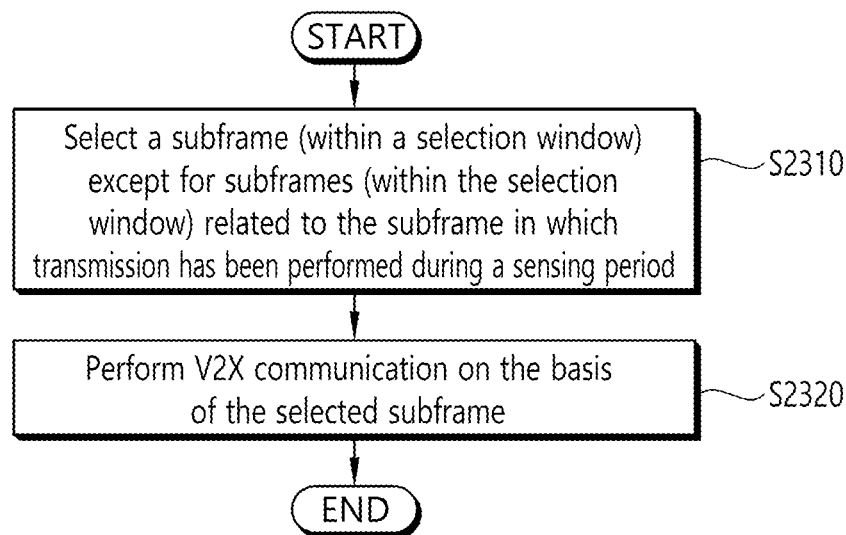 START
Select a subframe (within a selection window)
except for subframes (within the selection
window) related to the subframe in which
transmission has been performed during a sensing period
S2310
Perform V2X communication on the basis
of the selected subframe
S2320
END